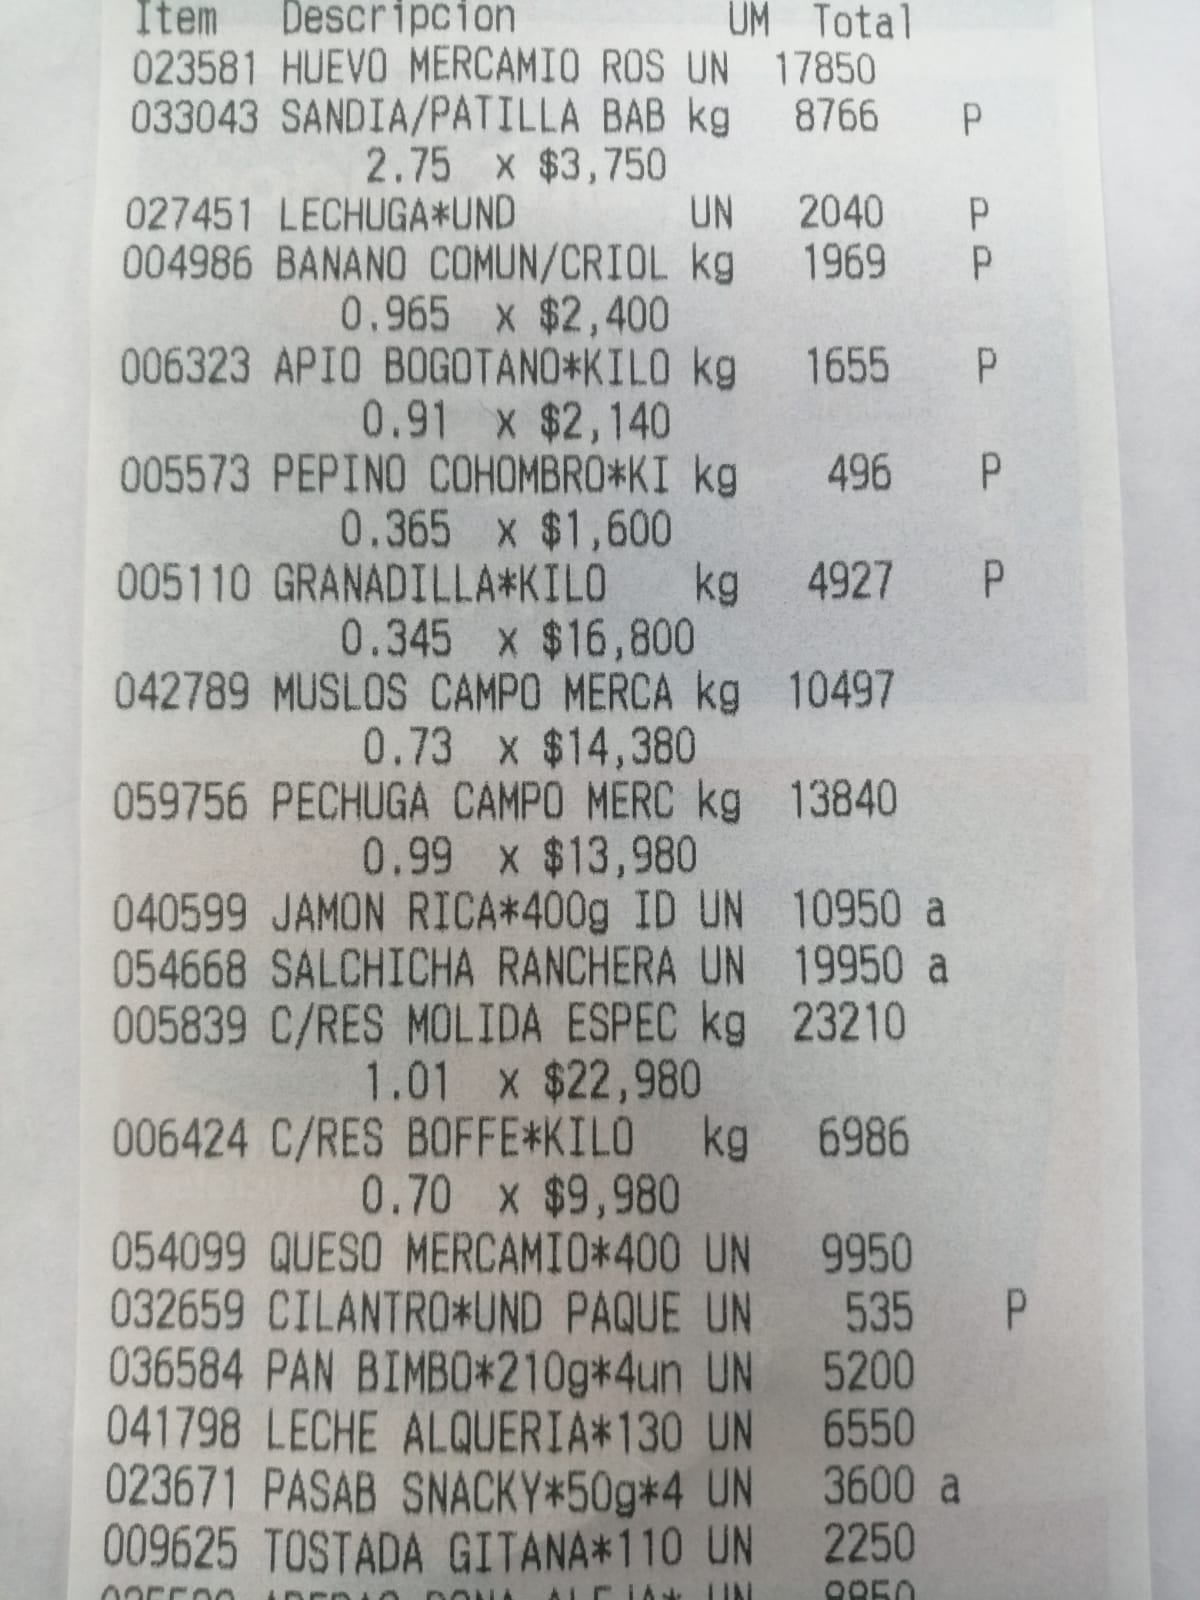 Item Descripcion UM Total
023581 HUEVO MERCAMIO ROS UN 17850
033043 SANDIA/PATILLA BAB kg 8766 P
2.75 x $3,750
027451 LECHUGA*UND UN 2040 P
004986 BANANO COMUN/CRIOL kg 1969 P
0.965 x $2,400
006323 APIO BOGOTANO*KILO kg 1655 P
0.91 x $2,140
005573 PEPINO COHOMBRO*KI kg 496 P
0.365 x $1,600
005110 GRANADILLA*KILO kg 4927 P
0.345 x $16,800
042789 MUSLOS CAMPO MERCA kg 10497
0.73 x $14,380
059756 PECHUGA CAMPO MERC kg 13840
0.99 x $13,980
040599 JAMON RICA*400g ID UN 10950 a
054668 SALCHICHA RANCHERA UN 19950 a
005839 C/RES MOLIDA ESPEC kg 23210
1.01 x $22,980
006424 C/RES BOFFE*KILO kg 6986
0.70 x $9,980
054099 QUESO MERCAMIO*400 UN 9950
032659 CILANTRO*UND PAQUE UN 535 P
036584 PAN BIMBO*210g*4un UN 5200
041798 LECHE ALQUERIA*130 UN 6550
023671 PASAB SNACKY*50g*4 UN 3600 a
009625 TOSTADA GITANA*110 UN 2250
UN